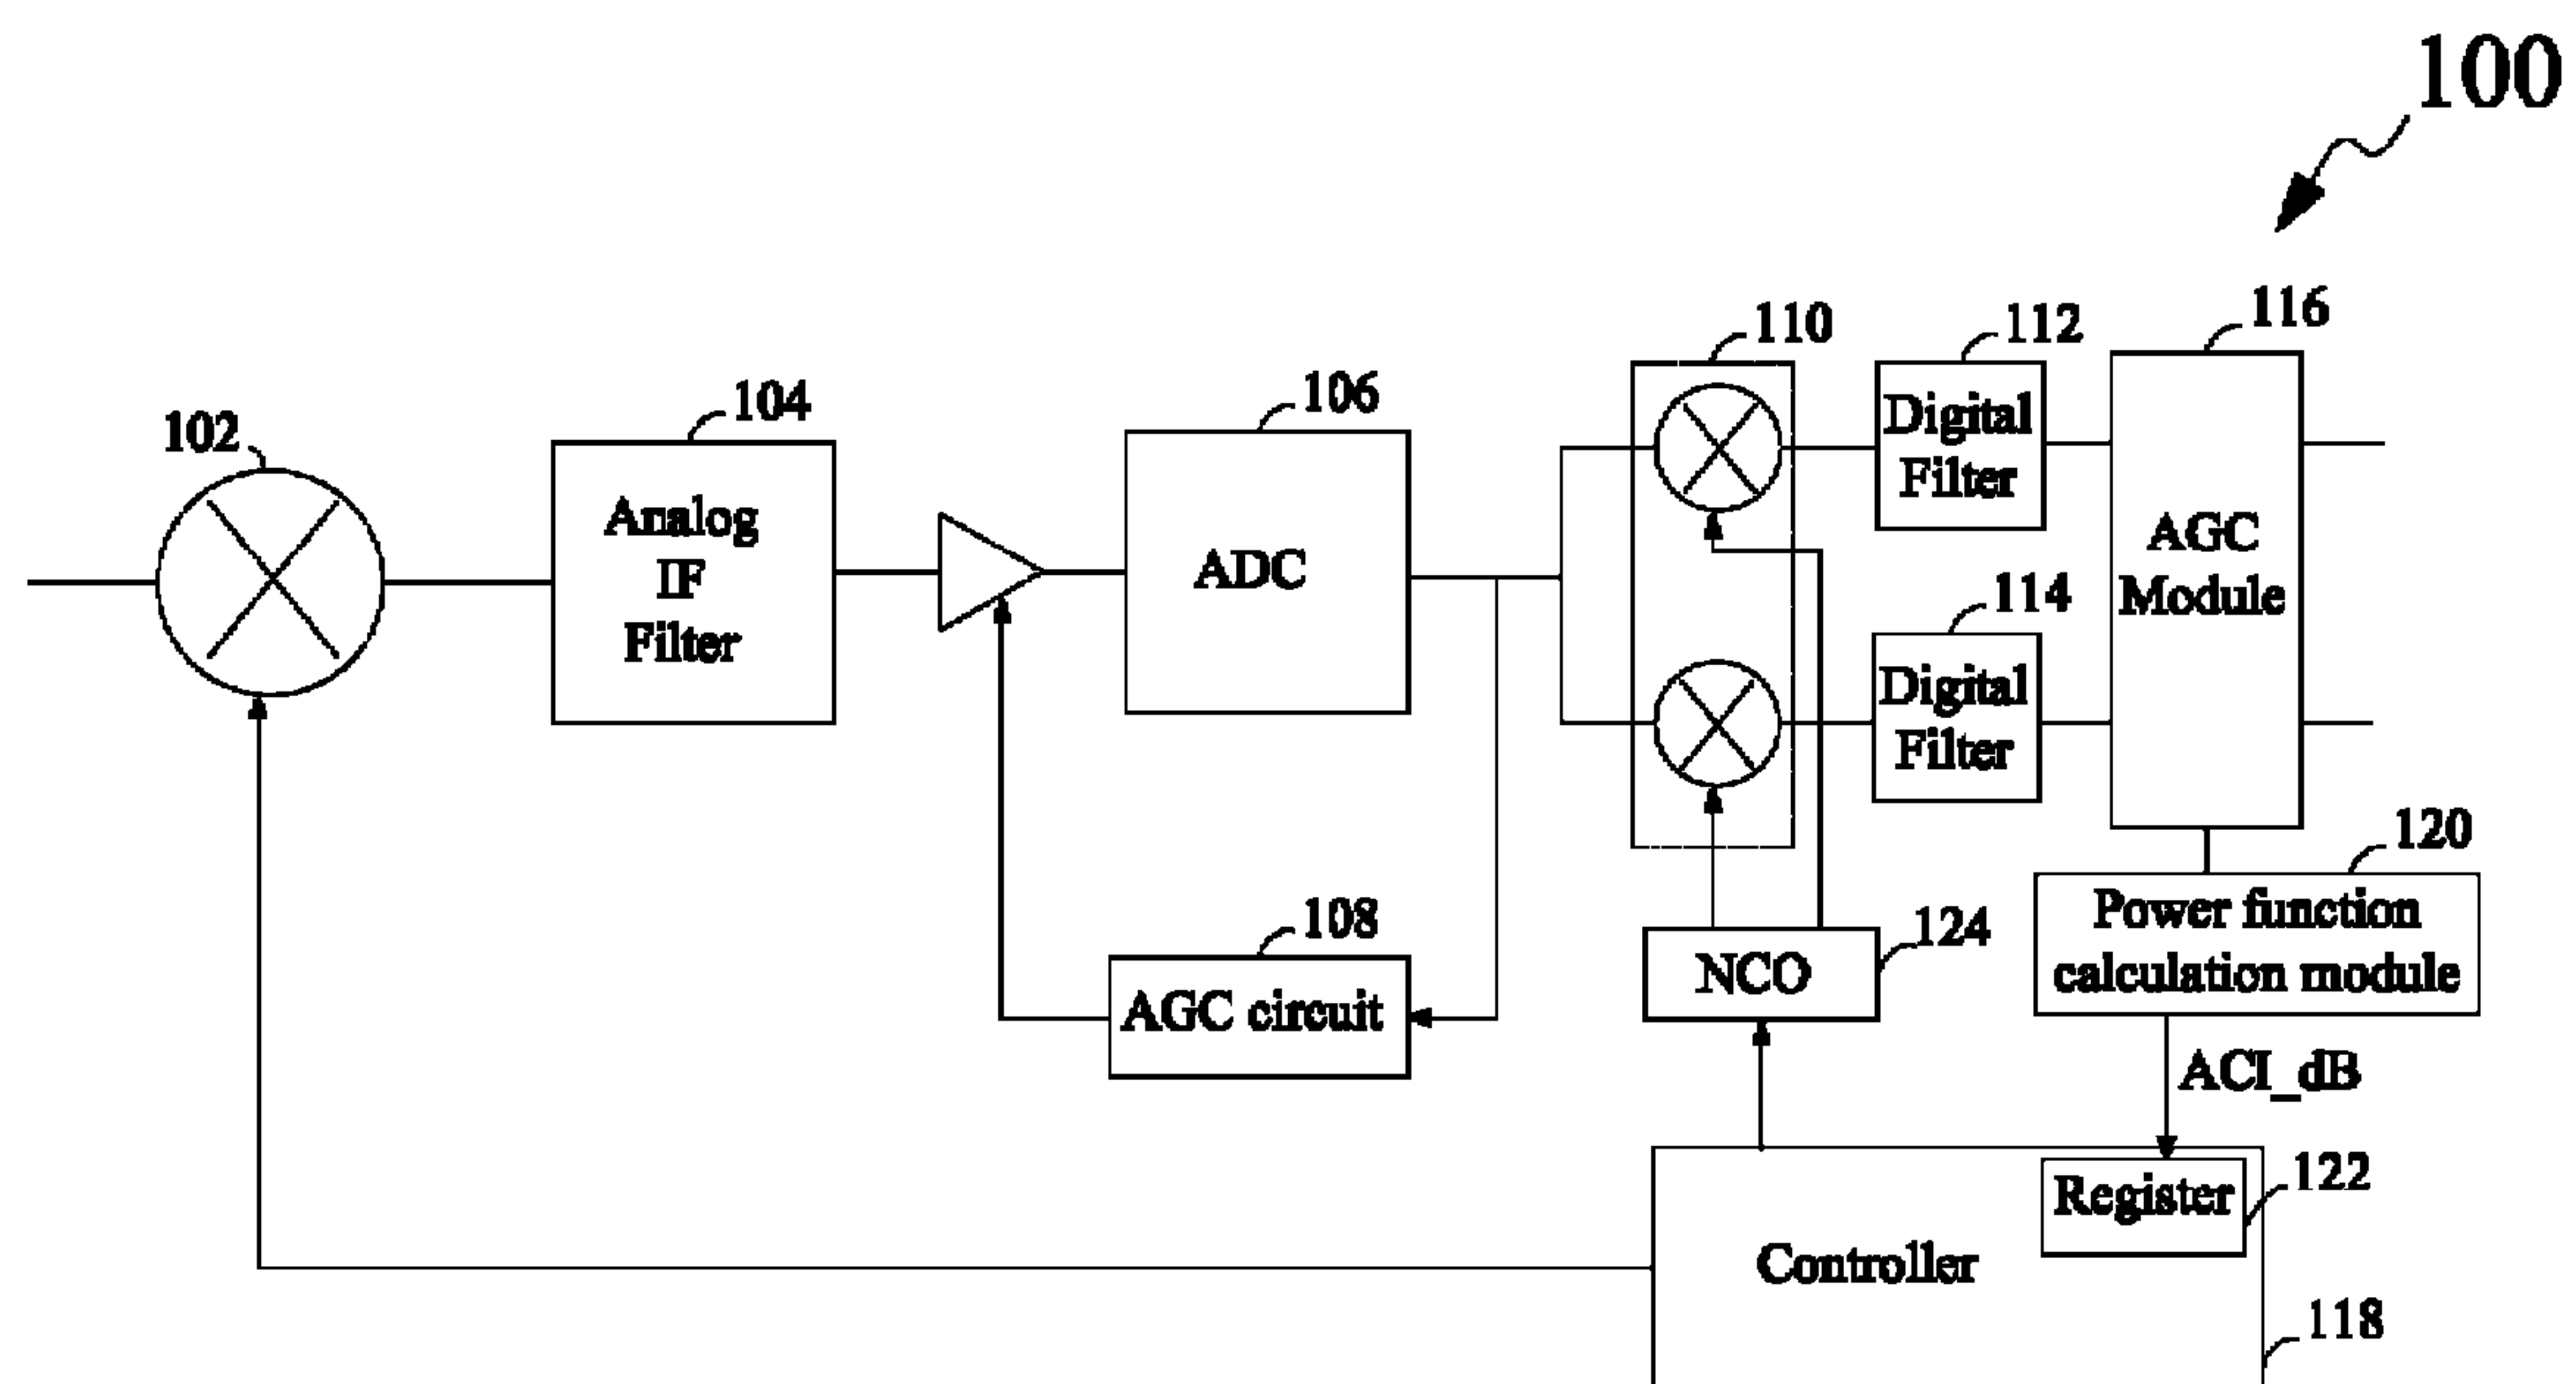 100
102
104
Analog
IF
Filter
106
ADC
108
AGC circuit
110
112
Digital
Filter
114
Digital
Filter
116
AGC
Module
120
Power function
calculation module
124
NCO
ACI_dB
Register
122
Controller
118